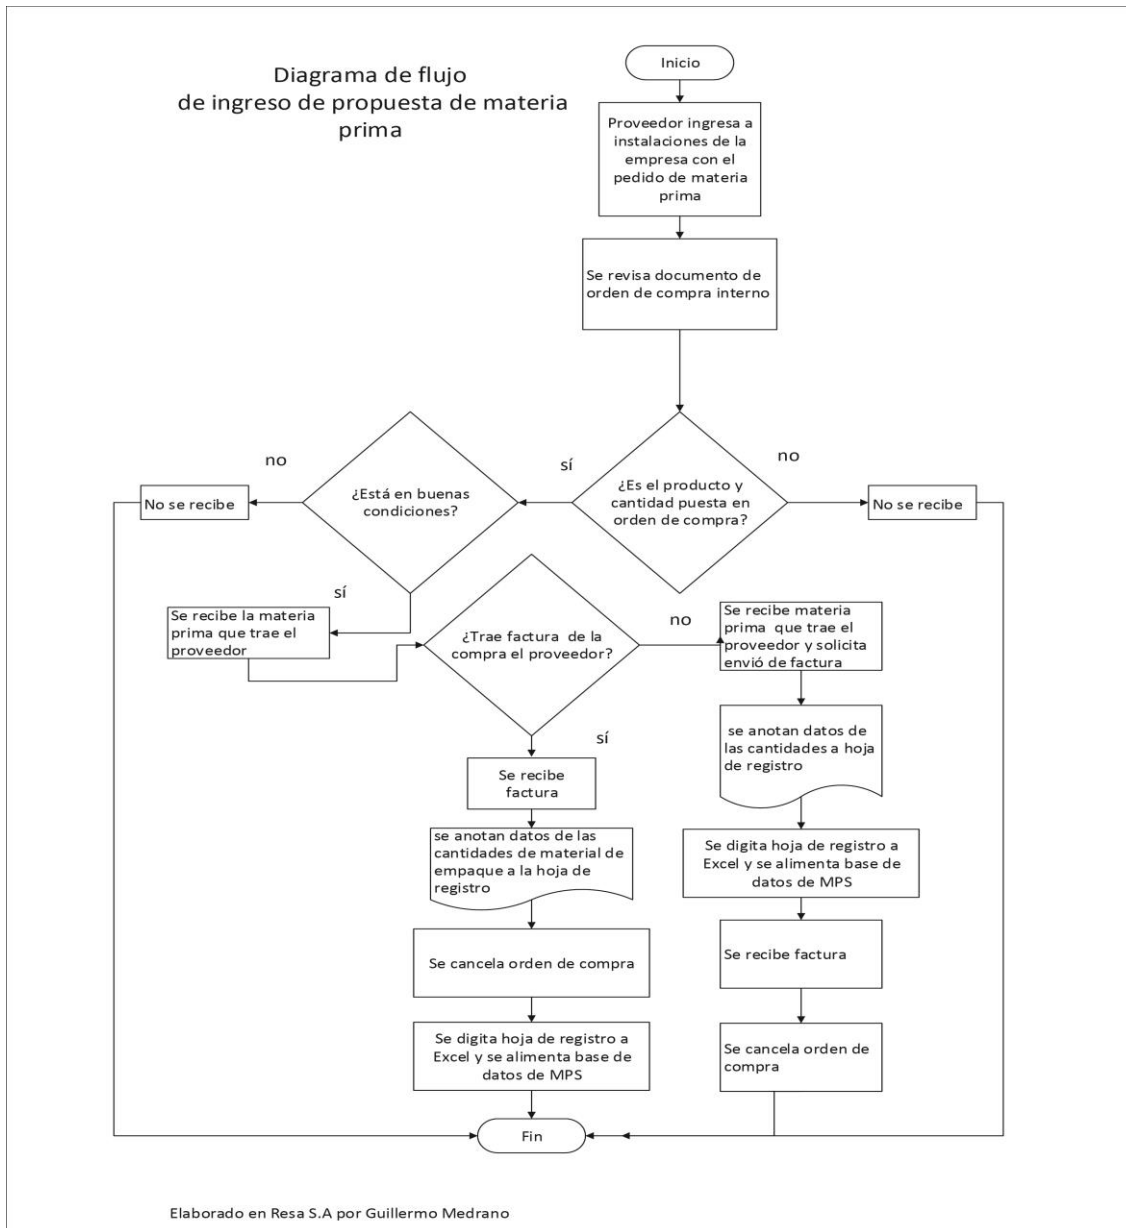 Diagrama de flujo
de ingreso de propuesta de materia
prima
Inicio
Proveedor ingresa a
instalaciones de la
empresa con el
pedido de materia
prima
Se revisa documento de
orden de compra interno
¿Es el producto y
cantidad puesta en
orden de compra?
sí
no
No se recibe
¿Está en buenas
condiciones?
no
No se recibe
sí
Se recibe la materia
prima que trae el
proveedor
¿Trae factura de la
compra el proveedor?
no
Se recibe materia
prima que trae el
proveedor y solicita
envió de factura
se anotan datos de
las cantidades a hoja
de registro
Se digita hoja de registro a
Excel y se alimenta base de
datos de MPS
Se recibe factura
Se cancela orden de
compra
sí
Se recibe
factura
se anotan datos de las
cantidades de material de
empaque a la hoja de
registro
Se cancela orden de compra
Se digita hoja de registro a
Excel y se alimenta base de
datos de MPS
Fin
Elaborado en Resa S.A por Guillermo Medrano